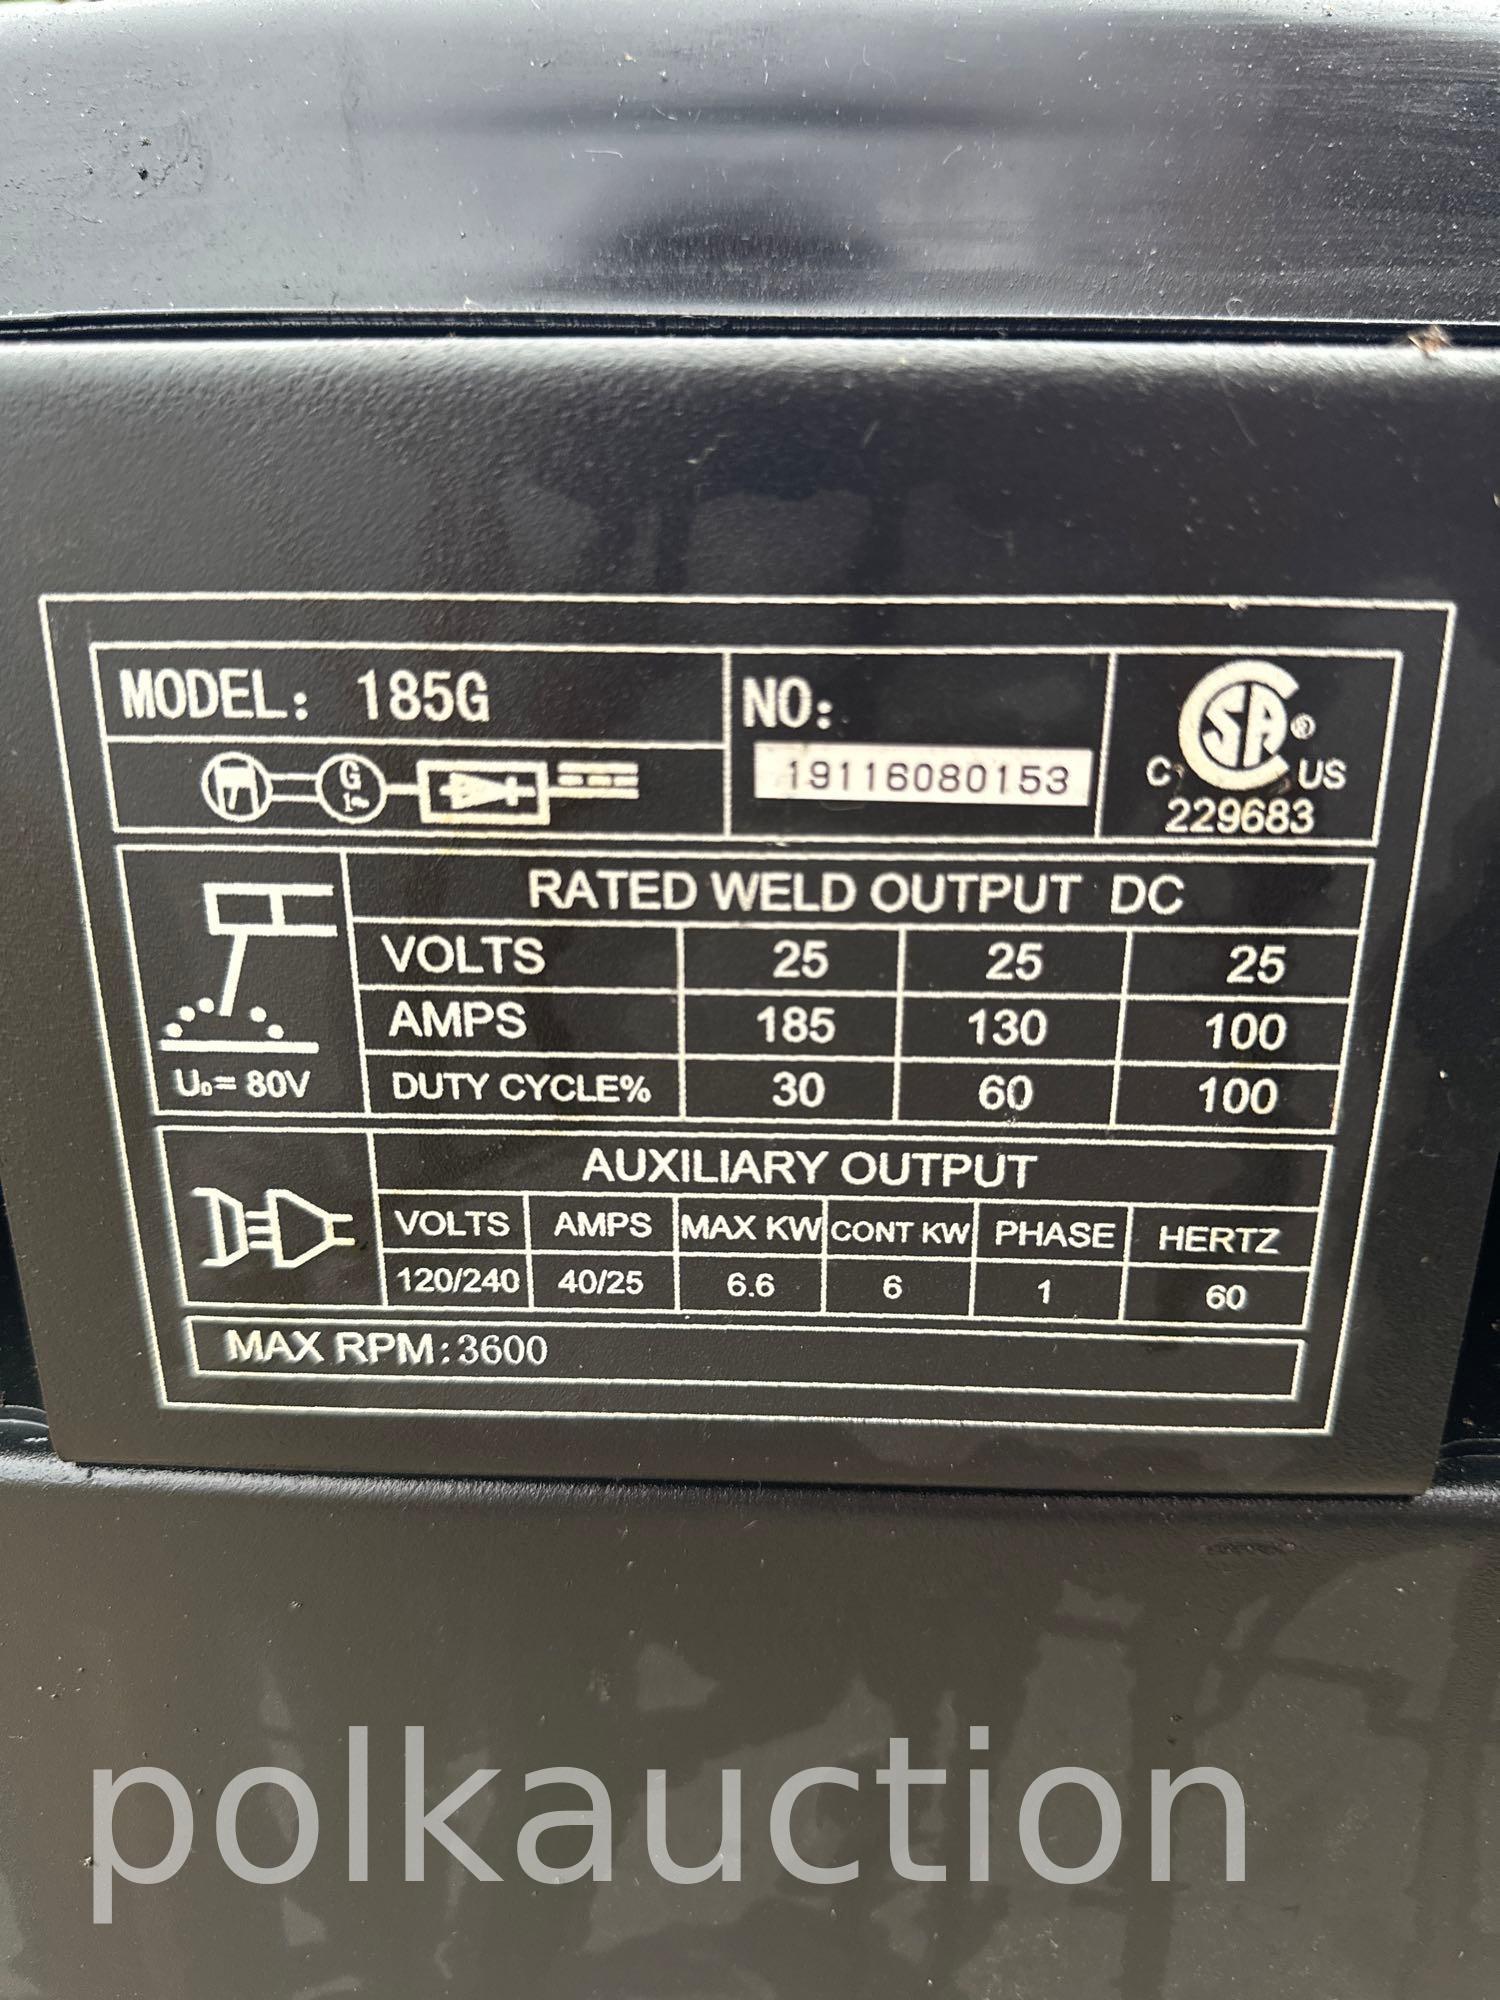 MODEL: 185G
NO:
19116080153
G
1~
CSA®
C US
229683
RATED WELD OUTPUT DC
VOLTS 25 25 25
AMPS 185 130 100
DUTY CYCLE% 30 60 100
U₀= 80V
AUXILIARY OUTPUT
VOLTS AMPS MAX KW CONT KW PHASE HERTZ
120/240 40/25 6.6 6 1 60
MAX RPM:3600
polkauction